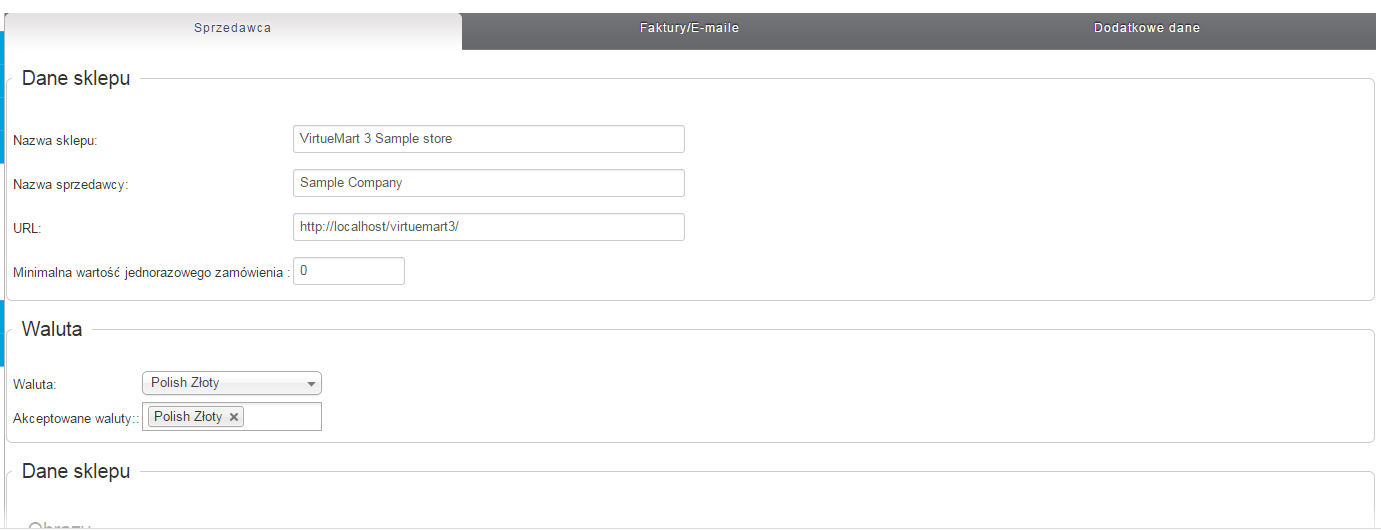 Sprzedawca Faktury/E-maile Dodatkowe dane
Dane sklepu
Nazwa sklepu: VirtueMart 3 Sample store
Nazwa sprzedawcy: Sample Company
URL: http://localhost/virtuemart3/
Minimalna wartość jednorazowego zamówienia : 0
Waluta
Waluta: Polish Złoty
Akceptowane waluty:: Polish Złoty
Dane sklepu
Obrazy